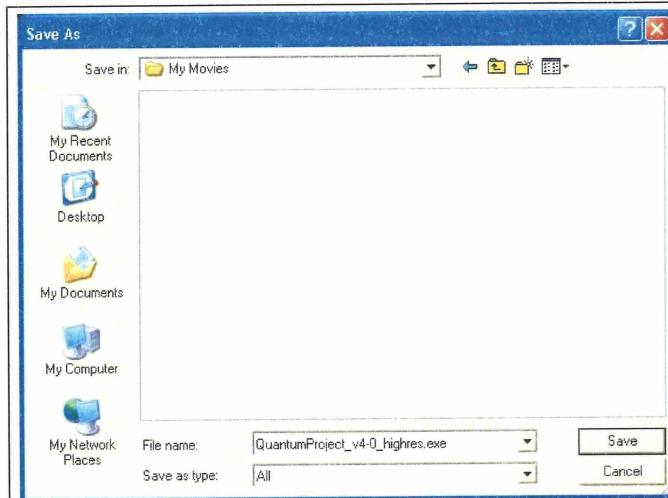 Save As
Save in: My Movies
My Recent
Documents
Desktop
My Documents
My Computer
My Network
Places
File name: QuantumProject_v4-0_highres.exe Save
Save as type: All Cancel